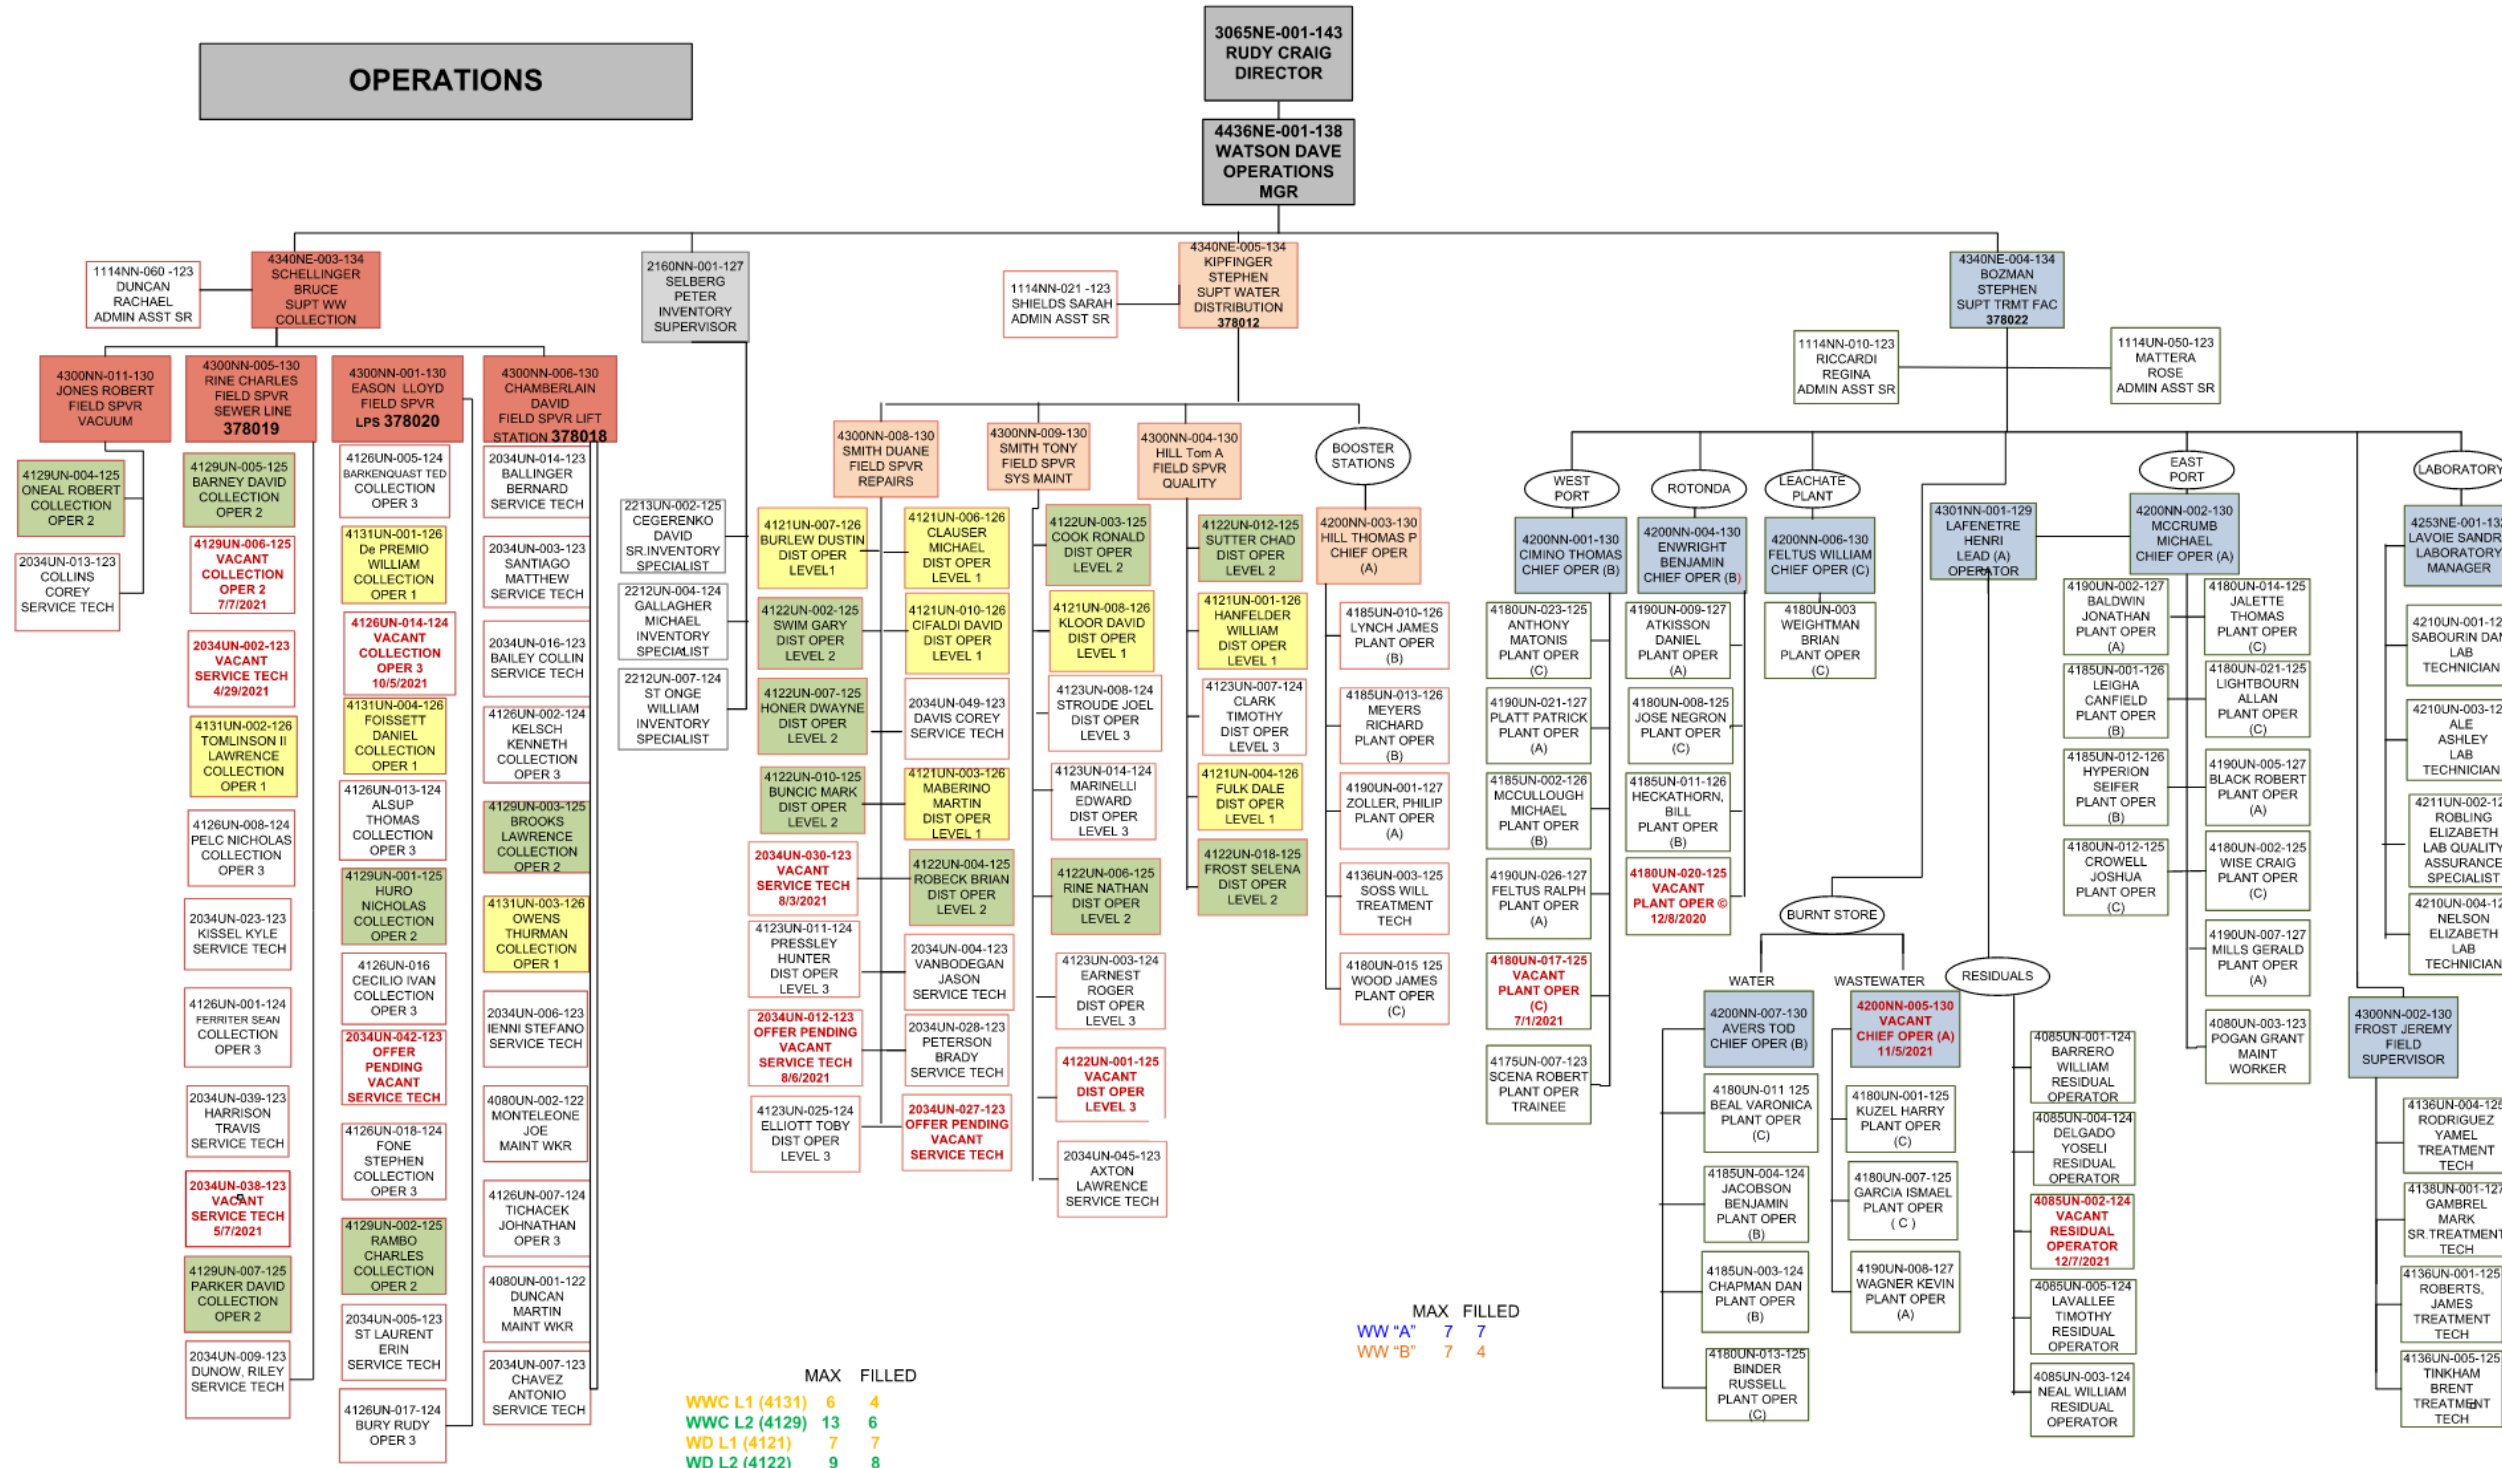 OPERATIONS
3065NE-001-143
RUDY CRAIG
DIRECTOR
4436NE-001-138
WATSON DAVE
OPERATIONS
MGR
1114NN-060 -123
DUNCAN
RACHAEL
ADMIN ASST SR
4340NE-003-134
SCHELLINGER
BRUCE
SUPT WW
COLLECTION
2160NN-001-127
SELBERG
PETER
INVENTORY
SUPERVISOR
1114NN-021 -123
SHIELDS SARAH
ADMIN ASST SR
4340NE-005-134
KIPFINGER
STEPHEN
SUPT WATER
DISTRIBUTION
378012
4340NE-004-134
BOZMAN
STEPHEN
SUPT TRMT FAC
378022
1114NN-010-123
RICCARDI
REGINA
ADMIN ASST SR
1114UN-050-123
MATTERA
ROSE
ADMIN ASST SR
4300NN-011-130
JONES ROBERT
FIELD SPVR
VACUUM
4129UN-004-125
ONEAL ROBERT
COLLECTION
OPER 2
2034UN-013-123
COLLINS
COREY
SERVICE TECH
4300NN-005-130
RINE CHARLES
FIELD SPVR
SEWER LINE
378019
4129UN-005-125
BARNEY DAVID
COLLECTION
OPER 2
4129UN-006-125
VACANT
COLLECTION
OPER 2
7/7/2021
2034UN-002-123
VACANT
SERVICE TECH
4/29/2021
4131UN-002-126
TOMLINSON II
LAWRENCE
COLLECTION
OPER 1
4126UN-008-124
PELC NICHOLAS
COLLECTION
OPER 3
2034UN-023-123
KISSEL KYLE
SERVICE TECH
4126UN-001-124
FERRITER SEAN
COLLECTION
OPER 3
2034UN-039-123
HARRISON
TRAVIS
SERVICE TECH
2034UN-038-123
VACANT
SERVICE TECH
5/7/2021
4129UN-007-125
PARKER DAVID
COLLECTION
OPER 2
2034UN-009-123
DUNOW, RILEY
SERVICE TECH
4300NN-001-130
EASON LLOYD
FIELD SPVR
LPS 378020
4126UN-005-124
BARKENQUAST TED
COLLECTION
OPER 3
4131UN-001-126
De PREMIO
WILLIAM
COLLECTION
OPER 1
4126UN-014-124
VACANT
COLLECTION
OPER 3
10/5/2021
4131UN-004-126
FOISSETT
DANIEL
COLLECTION
OPER 1
4126UN-013-124
ALSUP
THOMAS
COLLECTION
OPER 3
4129UN-001-125
HURO
NICHOLAS
COLLECTION
OPER 2
4126UN-016
CECILIO IVAN
COLLECTION
OPER 3
2034UN-042-123
OFFER
PENDING
VACANT
SERVICE TECH
4126UN-018-124
FONE
STEPHEN
COLLECTION
OPER 3
4129UN-002-125
RAMBO
CHARLES
COLLECTION
OPER 2
2034UN-005-123
ST LAURENT
ERIN
SERVICE TECH
4126UN-017-124
BURY RUDY
OPER 3
4300NN-006-130
CHAMBERLAIN
DAVID
FIELD SPVR LIFT
STATION 378018
2034UN-014-123
BALLINGER
BERNARD
SERVICE TECH
2034UN-003-123
SANTIAGO
MATTHEW
SERVICE TECH
2034UN-016-123
BAILEY COLLIN
SERVICE TECH
4126UN-002-124
KELSCH
KENNETH
COLLECTION
OPER 3
4129UN-003-125
BROOKS
LAWRENCE
COLLECTION
OPER 2
4131UN-003-126
OWENS
THURMAN
COLLECTION
OPER 1
2034UN-006-123
IENNI STEFANO
SERVICE TECH
4080UN-002-122
MONTELEONE
JOE
MAINT WKR
4126UN-007-124
TICHACEK
JOHNATHAN
OPER 3
4080UN-001-122
DUNCAN
MARTIN
MAINT WKR
2034UN-007-123
CHAVEZ
ANTONIO
SERVICE TECH
2213UN-002-125
CEGERENKO
DAVID
SR.INVENTORY
SPECIALIST
2212UN-004-124
GALLAGHER
MICHAEL
INVENTORY
SPECIALIST
2212UN-007-124
ST ONGE
WILLIAM
INVENTORY
SPECIALIST
4300NN-008-130
SMITH DUANE
FIELD SPVR
REPAIRS
4121UN-007-126
BURLEW DUSTIN
DIST OPER
LEVEL1
4122UN-002-125
SWIM GARY
DIST OPER
LEVEL 2
4122UN-007-125
HONER DWAYNE
DIST OPER
LEVEL 2
4122UN-010-125
BUNCIC MARK
DIST OPER
LEVEL 2
2034UN-030-123
VACANT
SERVICE TECH
8/3/2021
4123UN-011-124
PRESSLEY
HUNTER
DIST OPER
LEVEL 3
2034UN-012-123
OFFER PENDING
VACANT
SERVICE TECH
8/6/2021
4123UN-025-124
ELLIOTT TOBY
DIST OPER
LEVEL 3
4121UN-006-126
CLAUSER
MICHAEL
DIST OPER
LEVEL 1
4121UN-010-126
CIFALDI DAVID
DIST OPER
LEVEL 1
2034UN-049-123
DAVIS COREY
SERVICE TECH
4121UN-003-126
MABERINO
MARTIN
DIST OPER
LEVEL 1
4122UN-004-125
ROBECK BRIAN
DIST OPER
LEVEL 2
2034UN-004-123
VANBODEGAN
JASON
SERVICE TECH
2034UN-028-123
PETERSON
BRADY
SERVICE TECH
2034UN-027-123
OFFER PENDING
VACANT
SERVICE TECH
4300NN-009-130
SMITH TONY
FIELD SPVR
SYS MAINT
4122UN-003-125
COOK RONALD
DIST OPER
LEVEL 2
4121UN-008-126
KLOOR DAVID
DIST OPER
LEVEL 1
4123UN-008-124
STROUDE JOEL
DIST OPER
LEVEL 3
4123UN-014-124
MARINELLI
EDWARD
DIST OPER
LEVEL 3
4122UN-006-125
RINE NATHAN
DIST OPER
LEVEL 2
4123UN-003-124
EARNEST
ROGER
DIST OPER
LEVEL 3
4122UN-001-125
VACANT
DIST OPER
LEVEL 3
2034UN-045-123
AXTON
LAWRENCE
SERVICE TECH
4300NN-004-130
HILL Tom A
FIELD SPVR
QUALITY
4122UN-012-125
SUTTER CHAD
DIST OPER
LEVEL 2
4121UN-001-126
HANFELDER
WILLIAM
DIST OPER
LEVEL 1
4123UN-007-124
CLARK
TIMOTHY
DIST OPER
LEVEL 3
4121UN-004-126
FULK DALE
DIST OPER
LEVEL 1
4122UN-018-125
FROST SELENA
DIST OPER
LEVEL 2
BOOSTER
STATIONS
4200NN-003-130
HILL THOMAS P
CHIEF OPER
(A)
4185UN-010-126
LYNCH JAMES
PLANT OPER
(B)
4185UN-013-126
MEYERS
RICHARD
PLANT OPER
(B)
4190UN-001-127
ZOLLER, PHILIP
PLANT OPER
(A)
4136UN-003-125
SOSS WILL
TREATMENT
TECH
4180UN-015 125
WOOD JAMES
PLANT OPER
(C)
WEST
PORT
4200NN-001-130
CIMINO THOMAS
CHIEF OPER (B)
4180UN-023-125
ANTHONY
MATONIS
PLANT OPER
(C)
4190UN-021-127
PLATT PATRICK
PLANT OPER
(A)
4185UN-002-126
MCCULLOUGH
MICHAEL
PLANT OPER
(B)
4190UN-026-127
FELTUS RALPH
PLANT OPER
(A)
4180UN-017-125
VACANT
PLANT OPER
(C)
7/1/2021
4175UN-007-123
SCENA ROBERT
PLANT OPER
TRAINEE
ROTONDA
4200NN-004-130
ENWRIGHT
BENJAMIN
CHIEF OPER (B)
4190UN-009-127
ATKISSON
DANIEL
PLANT OPER
(A)
4180UN-008-125
JOSE NEGRON
PLANT OPER
(C)
4185UN-011-126
HECKATHORN,
BILL
PLANT OPER
(B)
4180UN-020-125
VACANT
PLANT OPER ©
12/8/2020
LEACHATE
PLANT
4200NN-006-130
FELTUS WILLIAM
CHIEF OPER (C)
4180UN-003
WEIGHTMAN
BRIAN
PLANT OPER
(C)
BURNT STORE
WATER
4200NN-007-130
AVERS TOD
CHIEF OPER (B)
4180UN-011 125
BEAL VARONICA
PLANT OPER
(C)
4185UN-004-124
JACOBSON
BENJAMIN
PLANT OPER
(B)
4185UN-003-124
CHAPMAN DAN
PLANT OPER
(B)
4180UN-013-125
BINDER
RUSSELL
PLANT OPER
(C)
WASTEWATER
4200NN-005-130
VACANT
CHIEF OPER (A)
11/5/2021
4180UN-001-125
KUZEL HARRY
PLANT OPER
(C)
4180UN-007-125
GARCIA ISMAEL
PLANT OPER
( C )
4190UN-008-127
WAGNER KEVIN
PLANT OPER
(A)
4301NN-001-129
LAFENETRE
HENRI
LEAD (A)
OPERATOR
RESIDUALS
4085UN-001-124
BARRERO
WILLIAM
RESIDUAL
OPERATOR
4085UN-004-124
DELGADO
YOSELI
RESIDUAL
OPERATOR
4085UN-002-124
VACANT
RESIDUAL
OPERATOR
12/7/2021
4085UN-005-124
LAVALLEE
TIMOTHY
RESIDUAL
OPERATOR
4085UN-003-124
NEAL WILLIAM
RESIDUAL
OPERATOR
EAST
PORT
4200NN-002-130
MCCRUMB
MICHAEL
CHIEF OPER (A)
4190UN-002-127
BALDWIN
JONATHAN
PLANT OPER
(A)
4185UN-001-126
LEIGHA
CANFIELD
PLANT OPER
(B)
4185UN-012-126
HYPERION
SEIFER
PLANT OPER
(B)
4180UN-012-125
CROWELL
JOSHUA
PLANT OPER
(C)
4180UN-014-125
JALETTE
THOMAS
PLANT OPER
(C)
4180UN-021-125
LIGHTBOURN
ALLAN
PLANT OPER
(C)
4190UN-005-127
BLACK ROBERT
PLANT OPER
(A)
4180UN-002-125
WISE CRAIG
PLANT OPER
(C)
4190UN-007-127
MILLS GERALD
PLANT OPER
(A)
4080UN-003-123
POGAN GRANT
MAINT
WORKER
LABORATORY
4253NE-001-132
LAVOIE SANDR
LABORATORY
MANAGER
4210UN-001-12
SABOURIN DAN
LAB
TECHNICIAN
4210UN-003-12
ALE
ASHLEY
LAB
TECHNICIAN
4211UN-002-12
ROBLING
ELIZABETH
LAB QUALITY
ASSURANCE
SPECIALIST
4210UN-004-12
NELSON
ELIZABETH
LAB
TECHNICIAN
4300NN-002-130
FROST JEREMY
FIELD
SUPERVISOR
4136UN-004-125
RODRIGUEZ
YAMEL
TREATMENT
TECH
4138UN-001-127
GAMBREL
MARK
SR.TREATMENT
TECH
4136UN-001-125
ROBERTS,
JAMES
TREATMENT
TECH
4136UN-005-125
TINKHAM
BRENT
TREATMENT
TECH
MAX FILLED
WW “A” 7 7
WW “B” 7 4
MAX FILLED
WWC L1 (4131) 6 4
WWC L2 (4129) 13 6
WD L1 (4121) 7 7
WD L2 (4122) 9 8